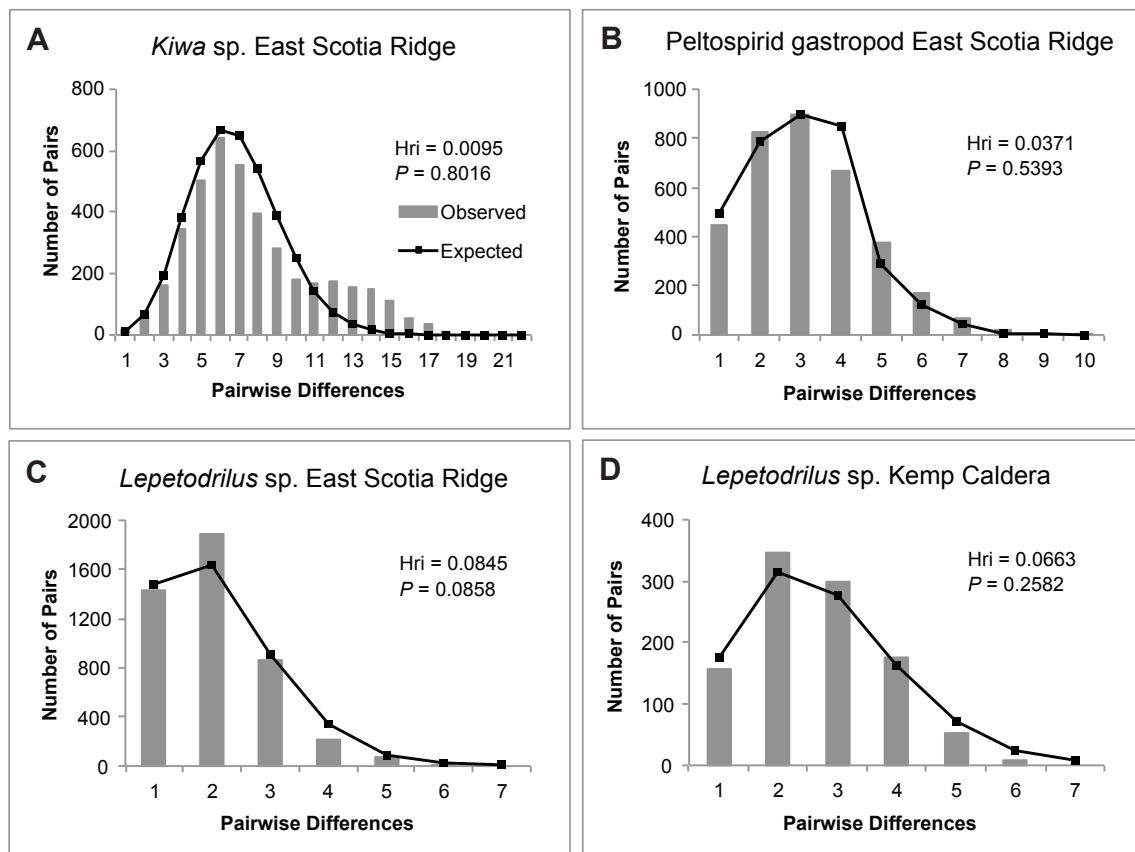 A
Kiwa sp. East Scotia Ridge
800
600
400
200
0
Number of Pairs
Hri = 0.0095
P = 0.8016
Observed
Expected
1 3 5 7 9 11 13 15 17 19 21
Pairwise Differences
B
Peltospirid gastropod East Scotia Ridge
1000
800
600
400
200
0
Number of Pairs
Hri = 0.0371
P = 0.5393
1 2 3 4 5 6 7 8 9 10
Pairwise Differences
C
Lepetodrilus sp. East Scotia Ridge
2000
1600
1200
800
400
0
Number of Pairs
Hri = 0.0845
P = 0.0858
1 2 3 4 5 6 7
Pairwise Differences
D
Lepetodrilus sp. Kemp Caldera
400
300
200
100
0
Number of Pairs
Hri = 0.0663
P = 0.2582
1 2 3 4 5 6 7
Pairwise Differences